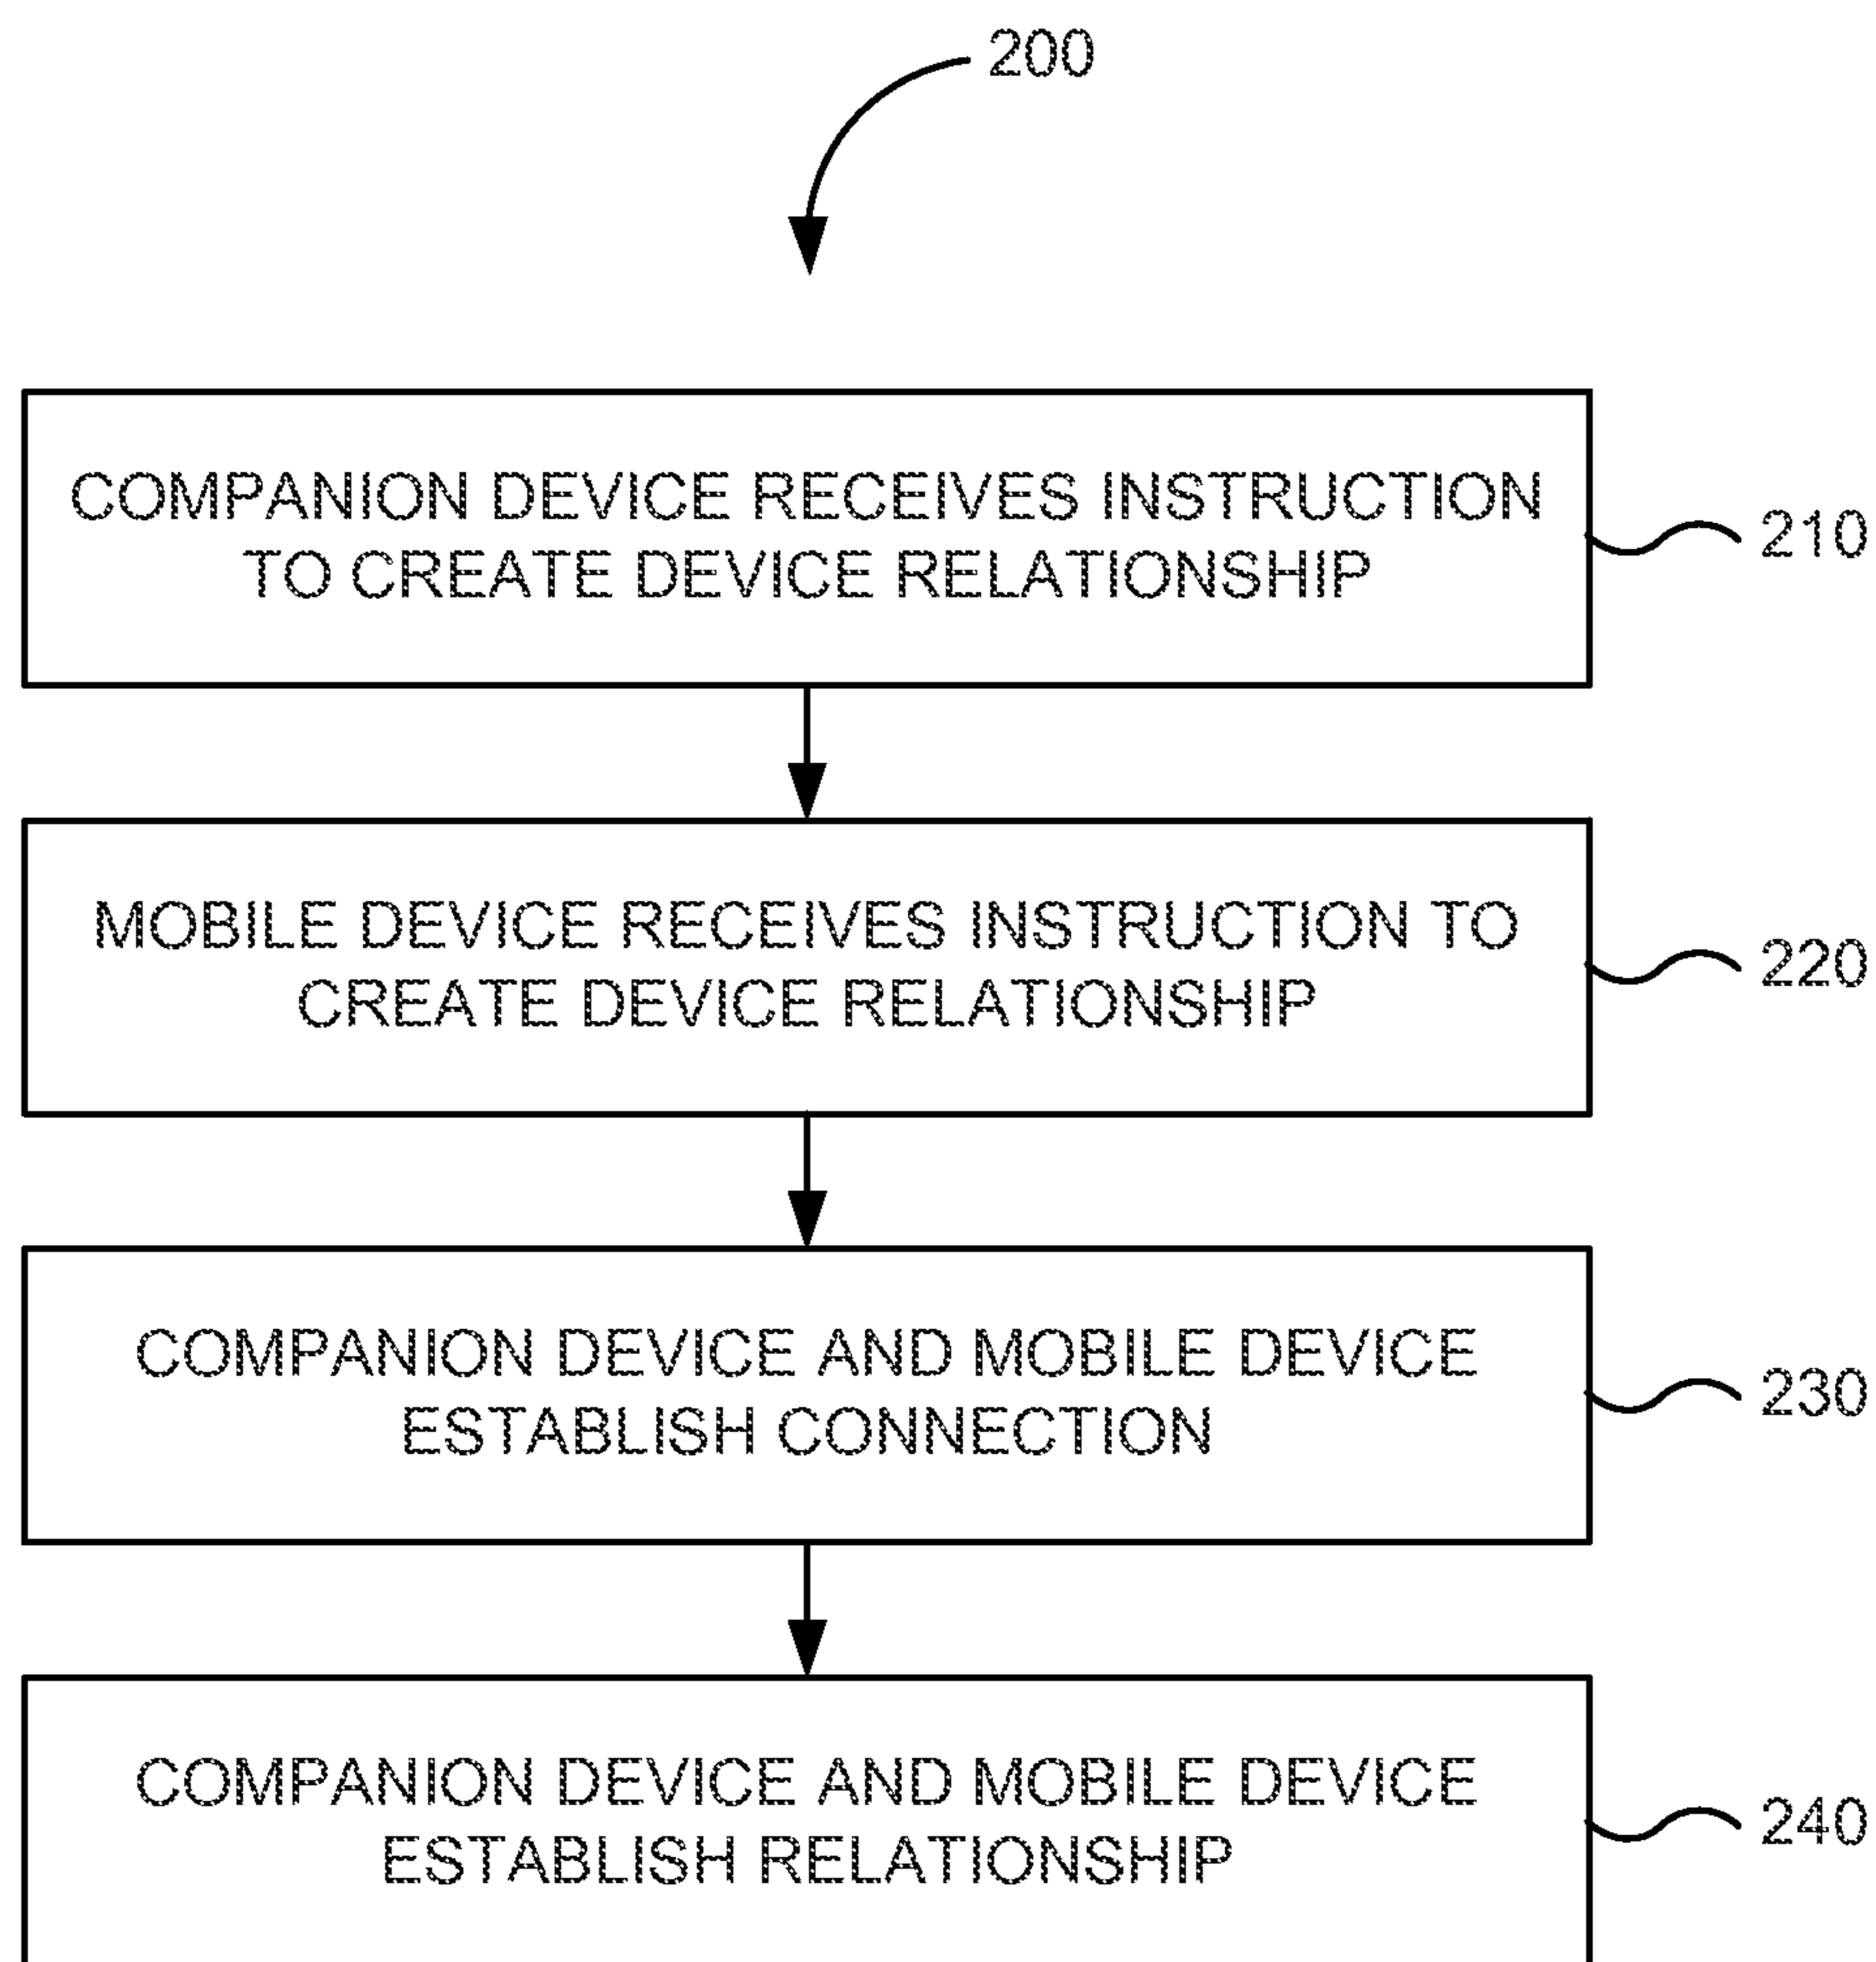 200
COMPANION DEVICE RECEIVES INSTRUCTION
TO CREATE DEVICE RELATIONSHIP
210
MOBILE DEVICE RECEIVES INSTRUCTION TO
CREATE DEVICE RELATIONSHIP
220
COMPANION DEVICE AND MOBILE DEVICE
ESTABLISH CONNECTION
230
COMPANION DEVICE AND MOBILE DEVICE
ESTABLISH RELATIONSHIP
240